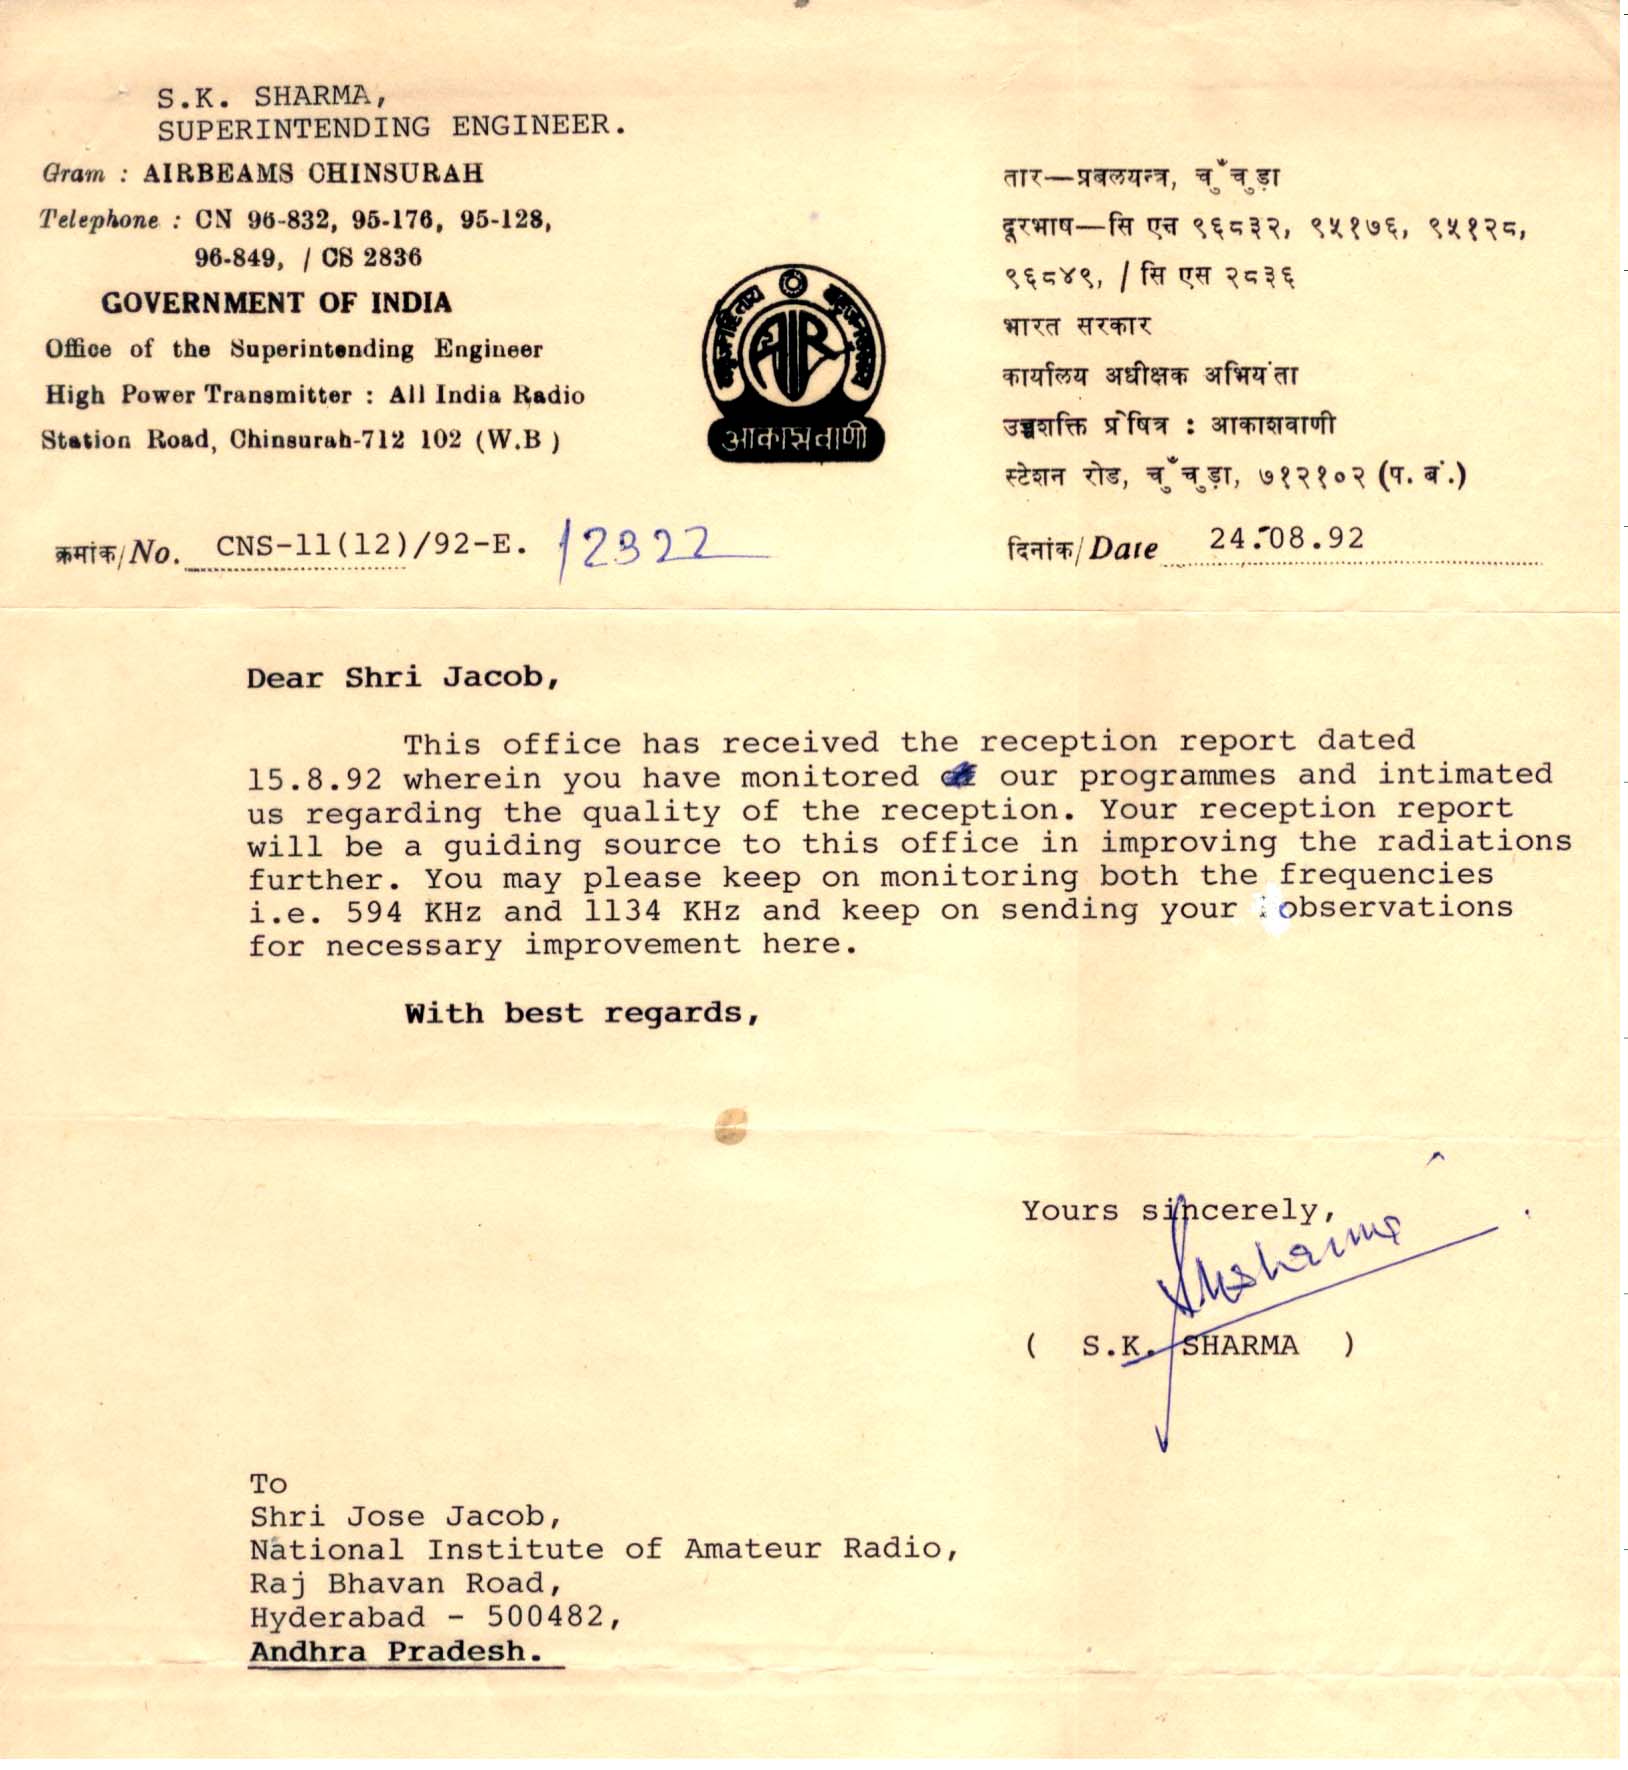 S.K. SHARMA,
SUPERINTENDING ENGINEER.
Gram : AIRBEAMS CHINSURAH
Telephone : CN 96-832, 95-176, 95-128,
96-849, / CS 2836
GOVERNMENT OF INDIA
Office of the Superintending Engineer
High Power Transmitter : All India Radio
Station Road, Chinsurah-712 102 (W.B )
बहुजनहिताय बहुजनसुखाय
AIR
आकाशवाणी
तार—प्रबलयन्त्र, चुँचुड़ा
दूरभाष—सि एन ९६८३२, ९५१७६, ९५१२८,
९६८४९, / सि एस २८३६
भारत सरकार
कार्यालय अधीक्षक अभियंता
उच्चशक्ति प्रेषित्र : आकाशवाणी
स्टेशन रोड, चुँचुड़ा, ७१२१०२ (प. बं.)
क्रमांक/No. CNS-11(12)/92-E. /2322
दिनांक/Date 24.08.92
Dear Shri Jacob,
This office has received the reception report dated
15.8.92 wherein you have monitored our programmes and intimated
us regarding the quality of the reception. Your reception report
will be a guiding source to this office in improving the radiations
further. You may please keep on monitoring both the frequencies
i.e. 594 KHz and 1134 KHz and keep on sending your observations
for necessary improvement here.
With best regards,
Yours sincerely,
SKSharma
( S.K. SHARMA )
To
Shri Jose Jacob,
National Institute of Amateur Radio,
Raj Bhavan Road,
Hyderabad - 500482,
Andhra Pradesh.